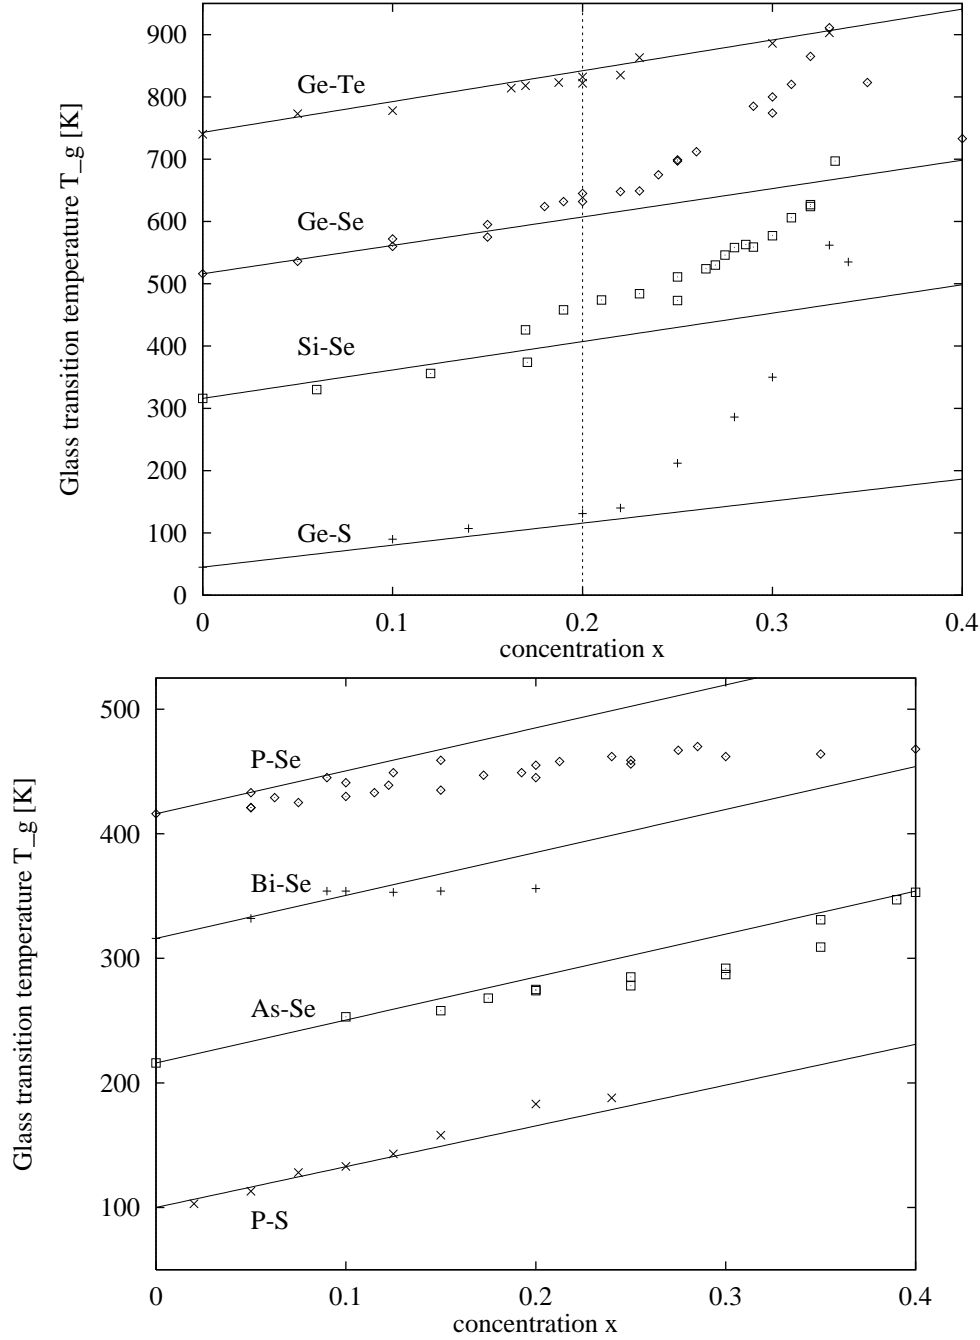 900
800
700
600
500
400
300
200
100
0
Glass transition temperature T_g [K]
Ge-Te
Ge-Se
Si-Se
Ge-S
0 0.1 0.2 0.3 0.4
concentration x
500
400
300
200
100
Glass transition temperature T_g [K]
P-Se
Bi-Se
As-Se
P-S
0 0.1 0.2 0.3 0.4
concentration x